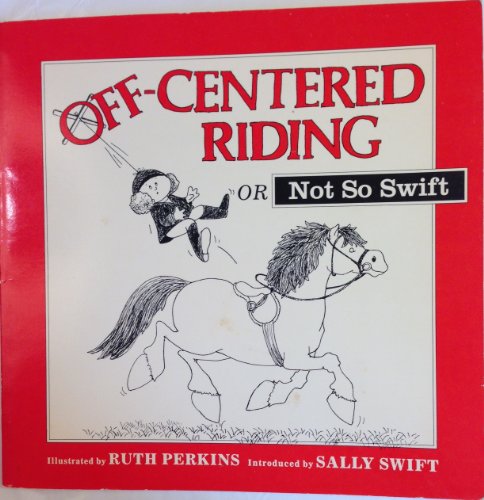 OFF-CENTERED
RIDING
OR Not So Swift
Illustrated by RUTH PERKINS Introduced by SALLY SWIFT